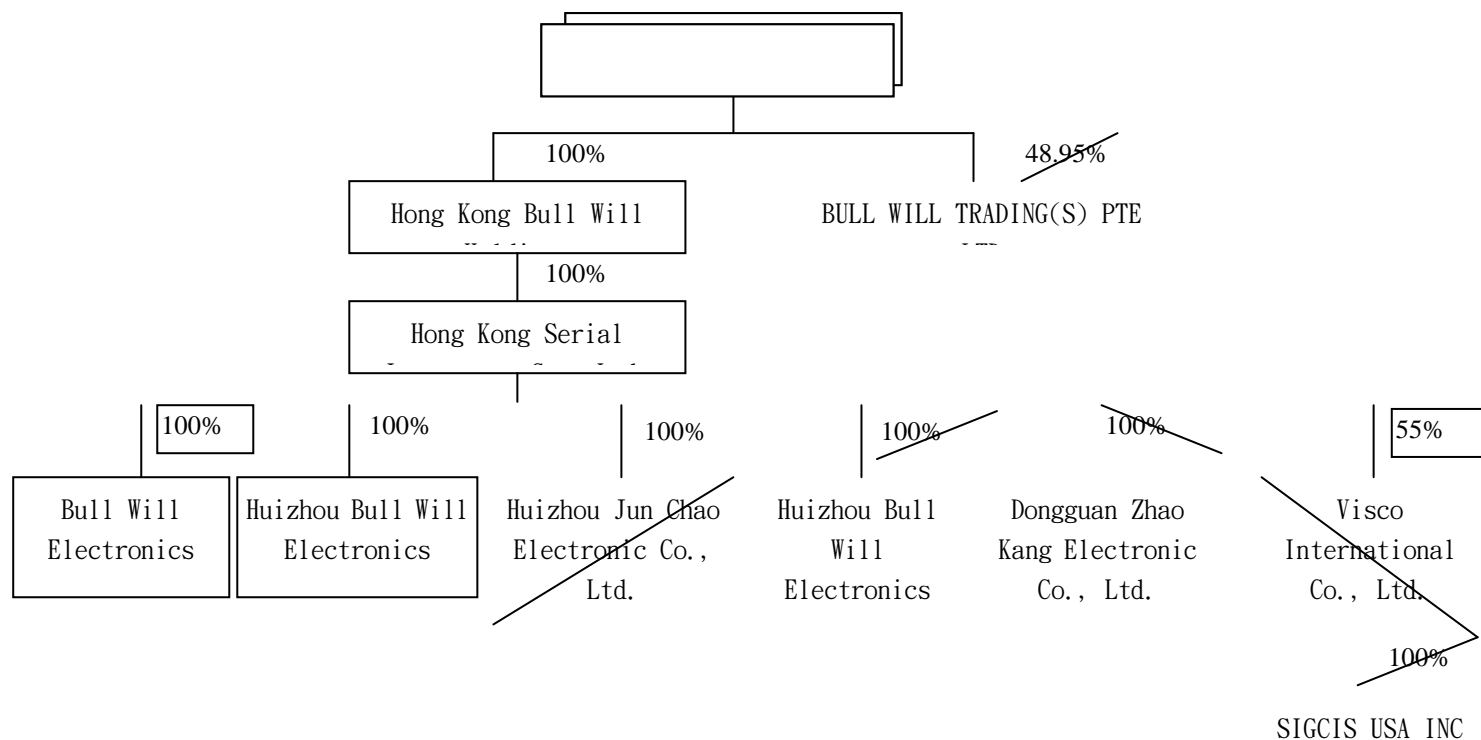 100%
48.95%
Hong Kong Bull Will
BULL WILL TRADING(S) PTE
100%
Hong Kong Serial
100%
100%
100%
100%
100%
55%
Bull Will
Electronics
Huizhou Bull Will
Electronics
Huizhou Jun Chao
Electronic Co.,
Ltd.
Huizhou Bull
Will
Electronics
Dongguan Zhao
Kang Electronic
Co., Ltd.
Visco
International
Co., Ltd.
100%
SIGCIS USA INC